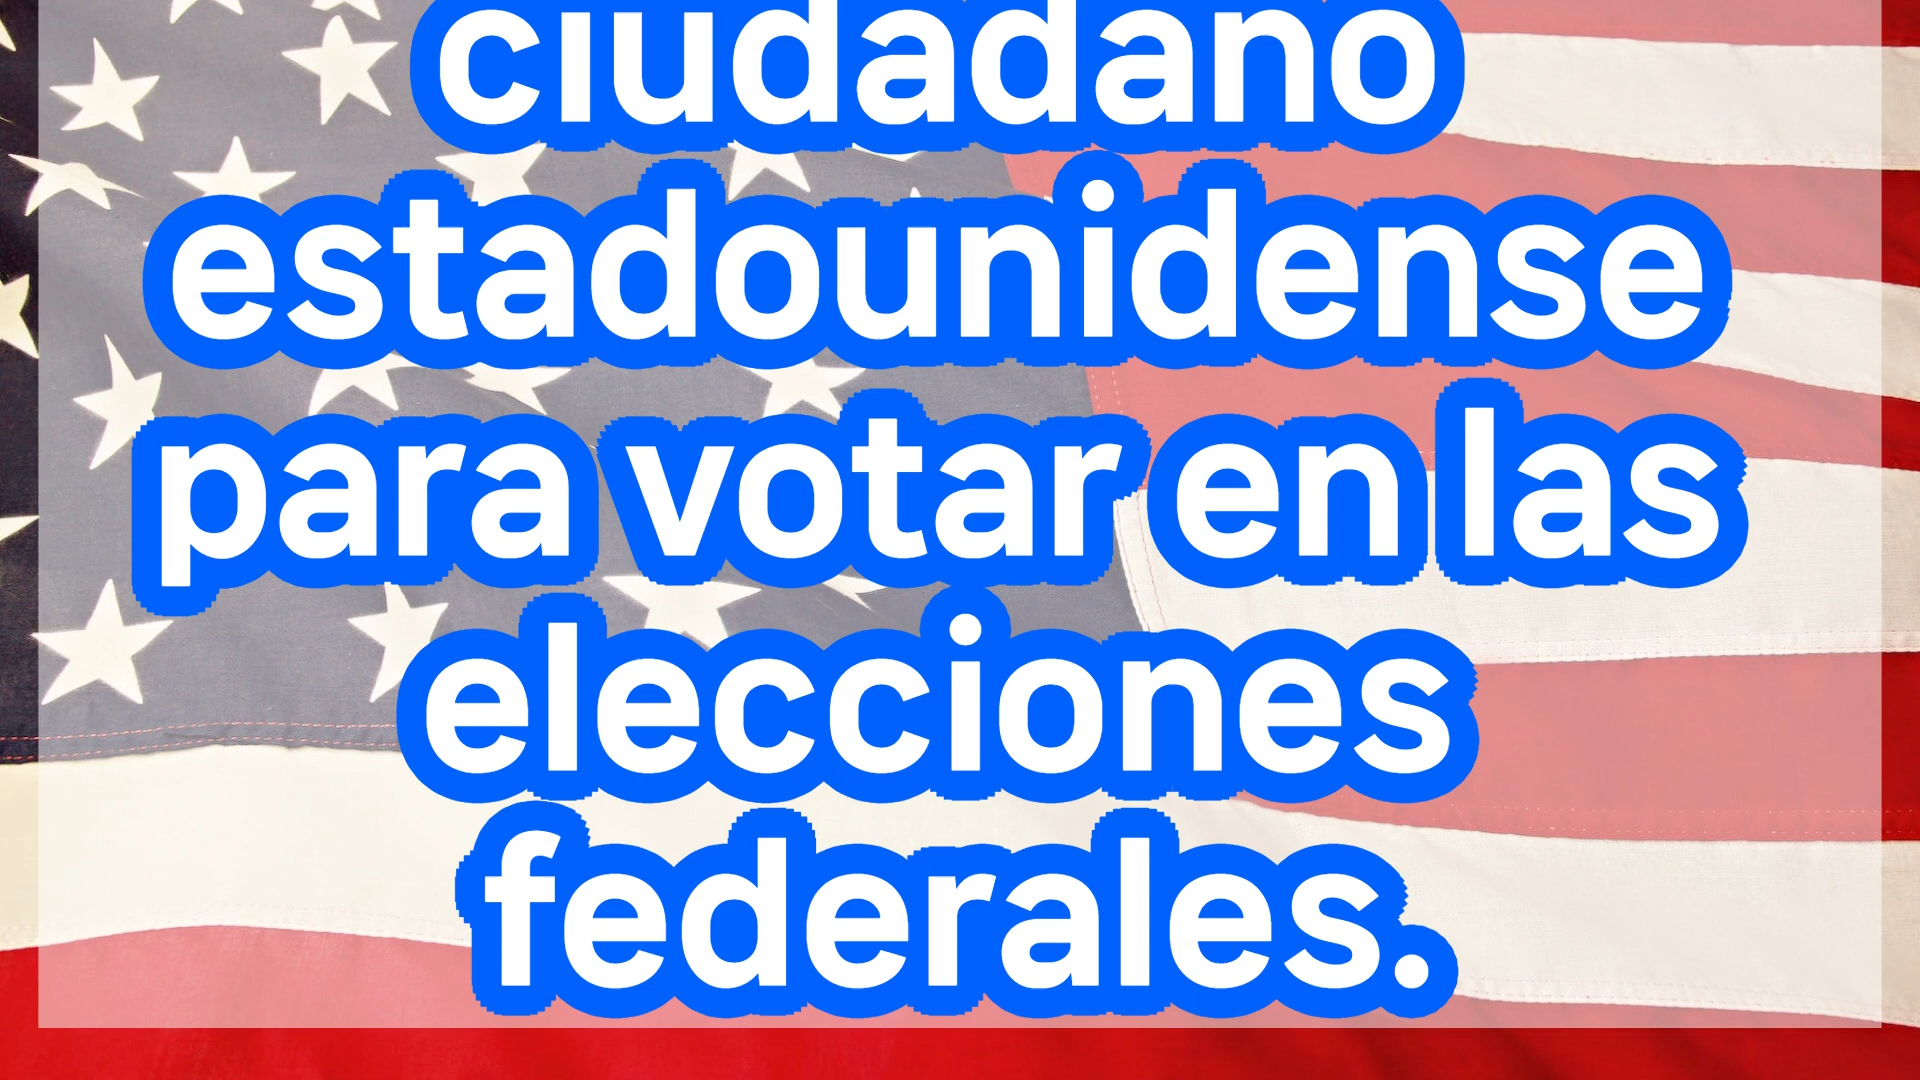 ciudadano
estadounidense
para votar en las
elecciones
federales.